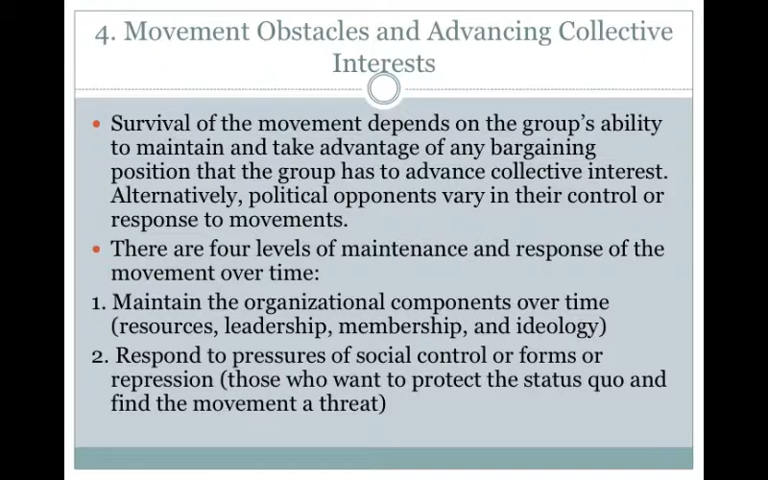 4. Movement Obstacles and Advancing Collective
Interests
• Survival of the movement depends on the group's ability
to maintain and take advantage of any bargaining
position that the group has to advance collective interest.
Alternatively, political opponents vary in their control or
response to movements.
• There are four levels of maintenance and response of the
movement over time:
1. Maintain the organizational components over time
(resources, leadership, membership, and ideology)
2. Respond to pressures of social control or forms or
repression (those who want to protect the status quo and
find the movement a threat)